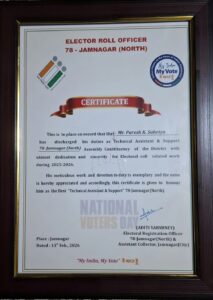 ELECTOR ROLL OFFICER
78 - JAMNAGAR (NORTH)
My Vote
CERTIFICATE
This is to place on record that Mr. Purvah K. Sohariya
has discharged his duties as Technical Assistant & Support
78-Jamnagar (North) Assembly Constituency of the District with
utmost dedication and sincerity for Electoral roll related work
during 2025-2026.
His meticulous work and devotion to duty is exemplary and the same
is hereby appreciated and accordingly, this certificate is given to honour
him as the Best "Technical Assistant & Support" 78-Jamnagar (North).
NATIONAL
VOTERS DAY
(ADITI VARSHNEY)
Electoral Registration Officer
78-Jamnagar(North) &
Assistant Collector, Jamnagar(City)
Place : Jamnagar
Dated : 13th Feb, 2026
"My India, My Vote"